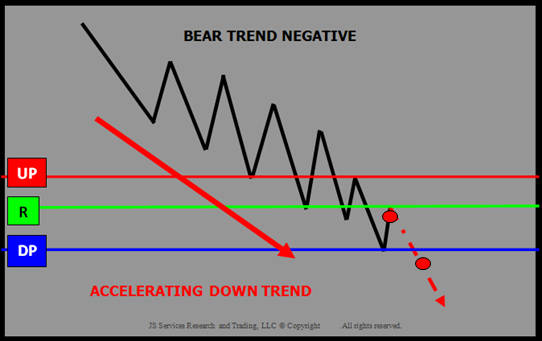 BEAR TREND NEGATIVE
UP
R
DP
ACCELERATING DOWN TREND
JS Services Research and Trading, LLC © Copyright All rights reserved.